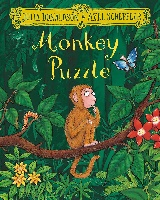 JULIA DONALDSON AXEL SCHEFFLER
Monkey
Puzzle